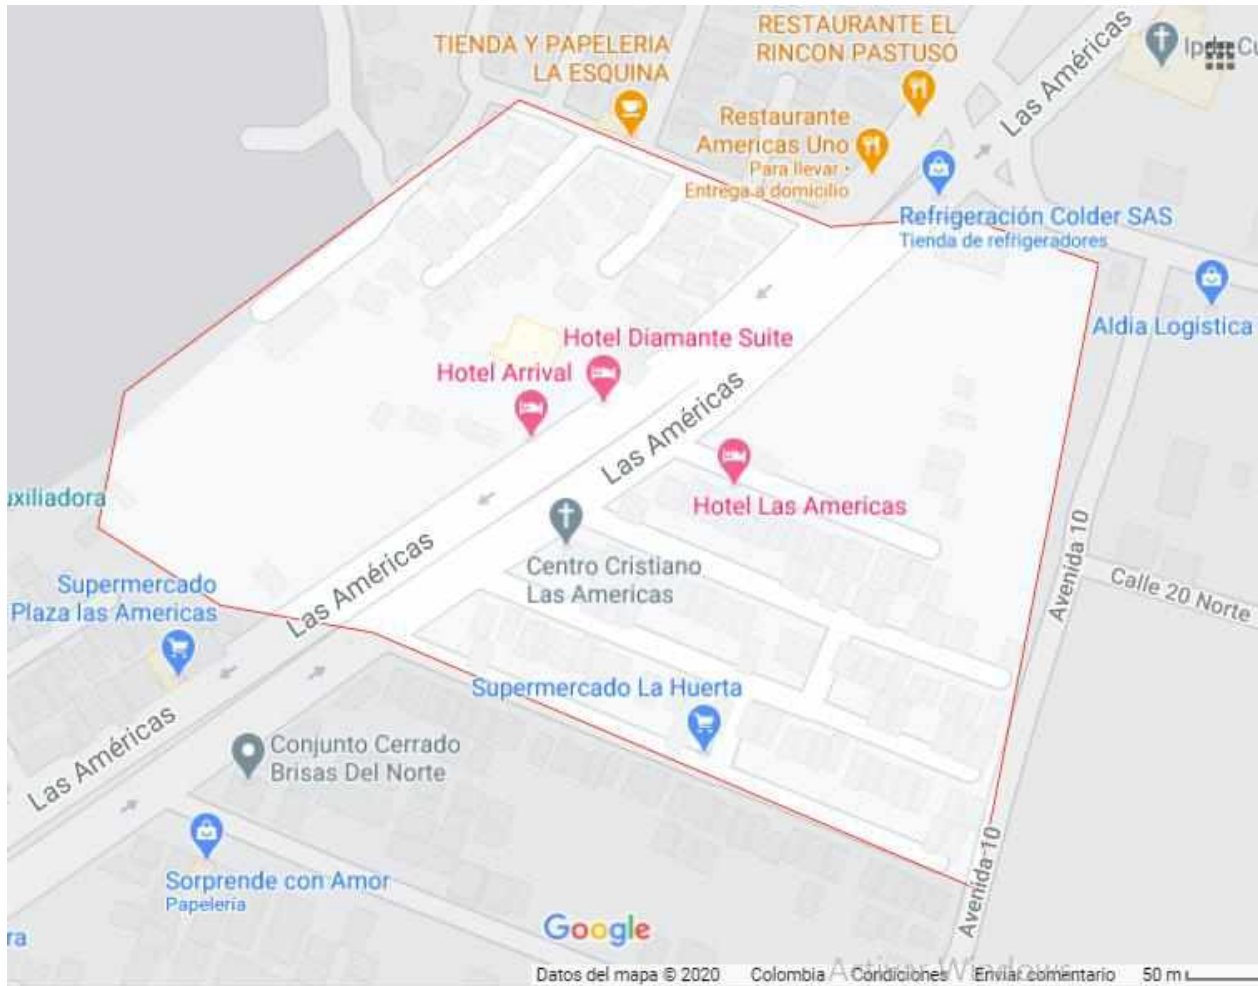 TIENDA Y PAPELERIA
LA ESQUINA
RESTAURANTE EL
RINCON PASTUSO
Restaurante
Americas Uno
Para llevar ·
Entrega a domicilio
Las Américas
Refrigeración Colder SAS
Tienda de refrigeradores
Aldia Logistica
Hotel Diamante Suite
Hotel Arrival
Las Américas
Hotel Las Americas
uxiliadora
Centro Cristiano
Las Americas
Las Américas
Avenida 10
Calle 20 Norte
Supermercado
Plaza las Americas
Supermercado La Huerta
Las Américas
Conjunto Cerrado
Brisas Del Norte
Sorprende con Amor
Papelería
Avenida 10
ra
Google
Activar Windows
Datos del mapa © 2020 Colombia Condiciones Enviar comentario 50 m